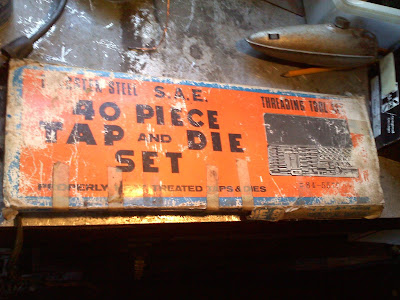 STEEL S.A.E.
THREADING TOOL
40 PIECE
TAP AND DIE
SET
PROPERLY TREATED TAPS & DIES